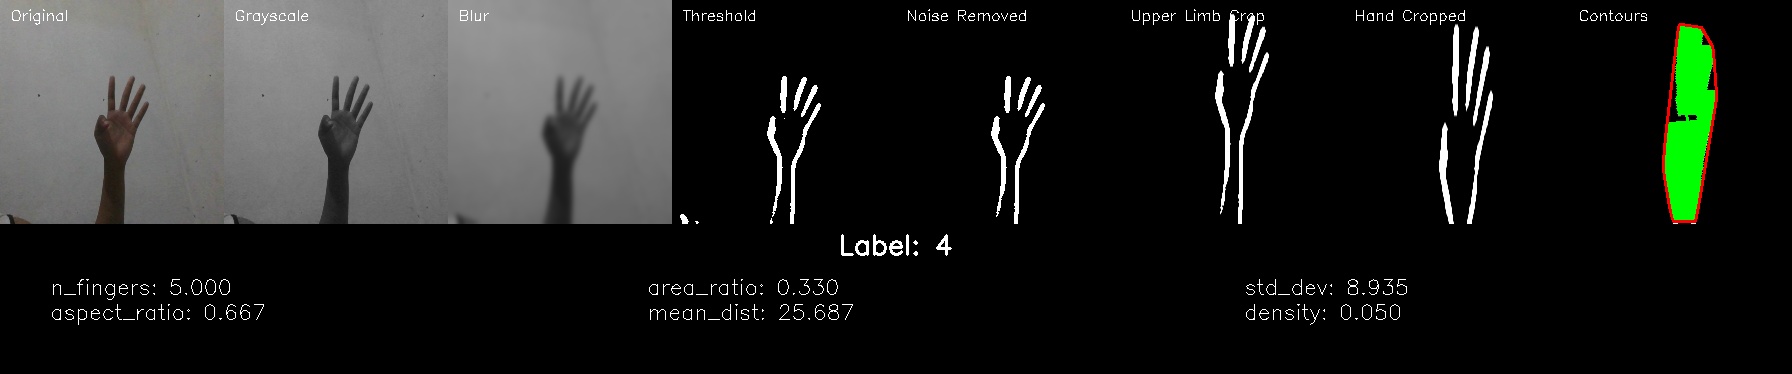 Original Grayscale Blur Threshold Noise Removed Upper Limb Crop Hand Cropped Contours
Label: 4
n_fingers: 5.000 area_ratio: 0.330 std_dev: 8.935
aspect_ratio: 0.667 mean_dist: 25.687 density: 0.050